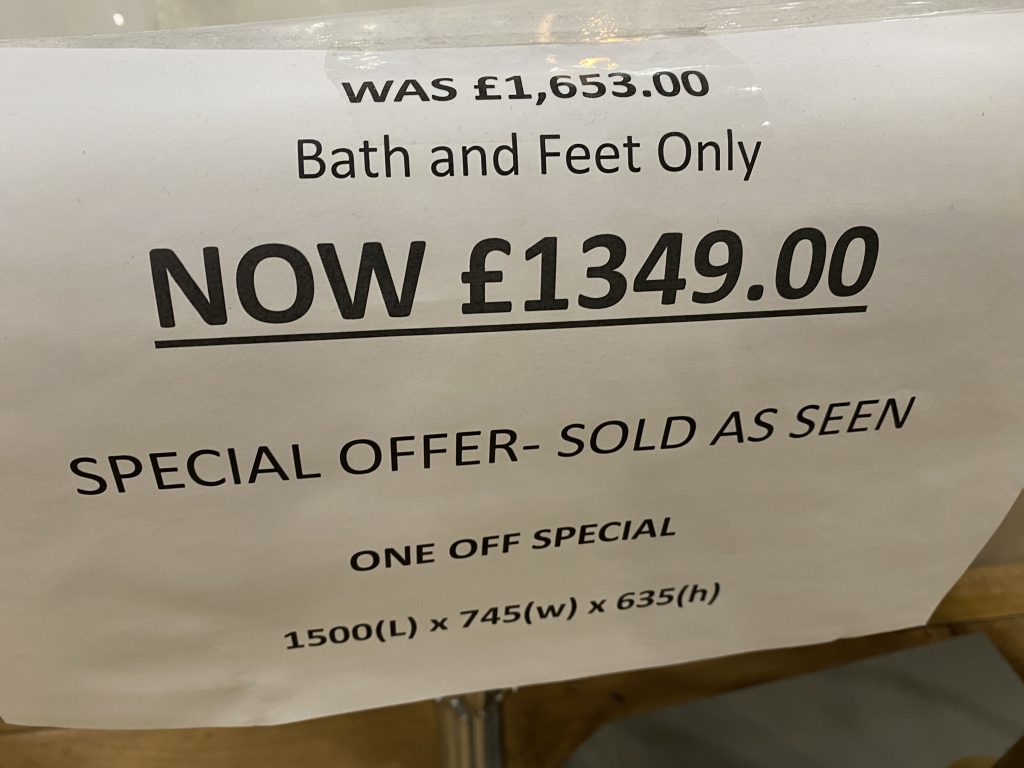 WAS £1,653.00
Bath and Feet Only
NOW £1349.00
SPECIAL OFFER- SOLD AS SEEN
ONE OFF SPECIAL
1500(L) x 745(w) x 635(h)